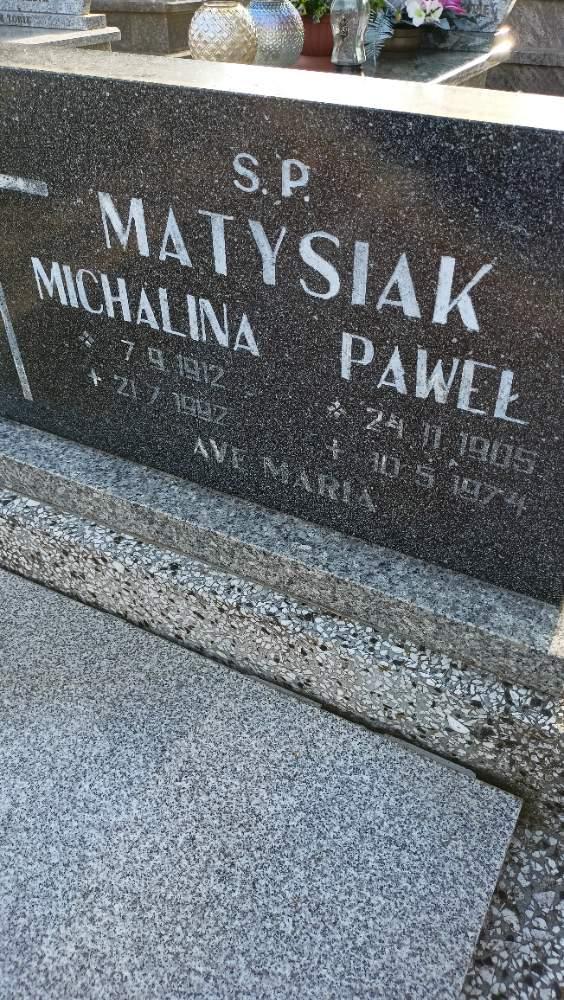 S.P.
MATYSIAK
MICHALINA
* 7.9.1912
+ 21.7.1992
PAWEŁ
* 24.11.1905
+ 10.5.1974
AVE MARIA